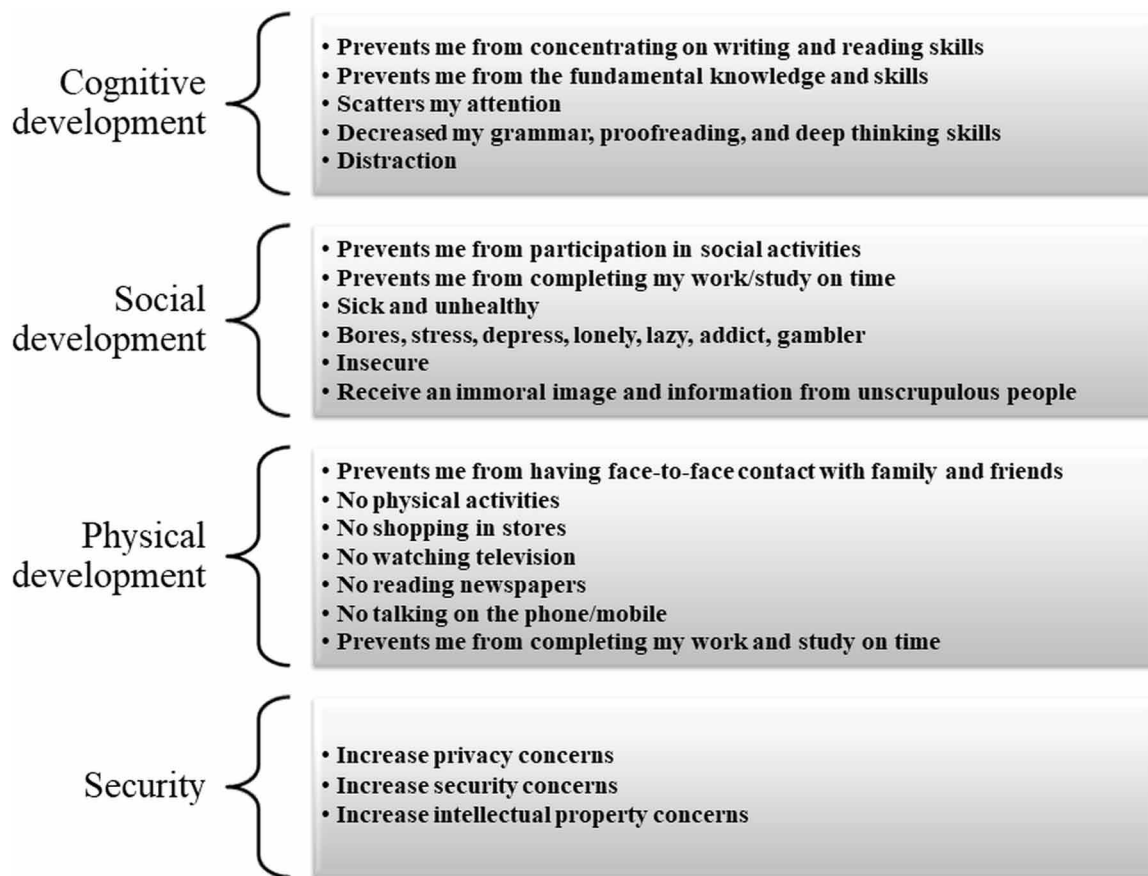 Cognitive
development
• Prevents me from concentrating on writing and reading skills
• Prevents me from the fundamental knowledge and skills
• Scatters my attention
• Decreased my grammar, proofreading, and deep thinking skills
• Distraction
Social
development
• Prevents me from participation in social activities
• Prevents me from completing my work/study on time
• Sick and unhealthy
• Bores, stress, depress, lonely, lazy, addict, gambler
• Insecure
• Receive an immoral image and information from unscrupulous people
Physical
development
• Prevents me from having face-to-face contact with family and friends
• No physical activities
• No shopping in stores
• No watching television
• No reading newspapers
• No talking on the phone/mobile
• Prevents me from completing my work and study on time
Security
• Increase privacy concerns
• Increase security concerns
• Increase intellectual property concerns